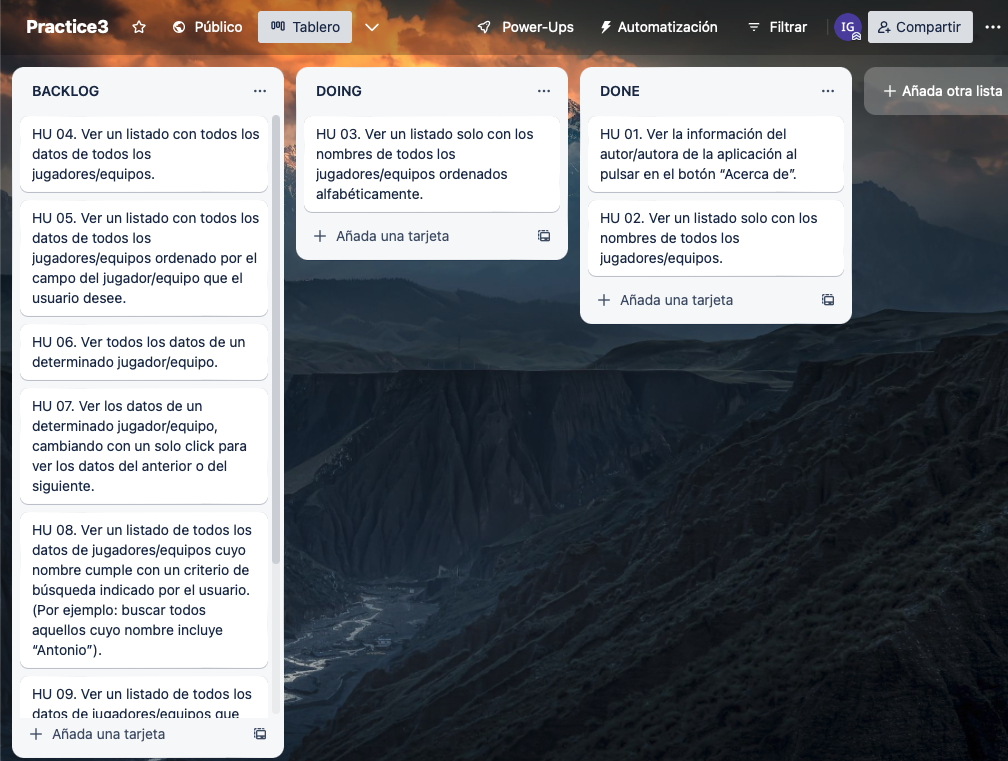 Practice3
Público
Tablero
Power-Ups
Automatización
Filtrar
IG
Compartir
BACKLOG
HU 04. Ver un listado con todos los
datos de todos los
jugadores/equipos.
HU 05. Ver un listado con todos los
datos de todos los
jugadores/equipos ordenado por el
campo del jugador/equipo que el
usuario desee.
HU 06. Ver todos los datos de un
determinado jugador/equipo.
HU 07. Ver los datos de un
determinado jugador/equipo,
cambiando con un solo click para
ver los datos del anterior o del
siguiente.
HU 08. Ver un listado de todos los
datos de jugadores/equipos cuyo
nombre cumple con un criterio de
búsqueda indicado por el usuario.
(Por ejemplo: buscar todos
aquellos cuyo nombre incluye
“Antonio”).
HU 09. Ver un listado de todos los
datos de jugadores/equipos que
Añada una tarjeta
DOING
HU 03. Ver un listado solo con los
nombres de todos los
jugadores/equipos ordenados
alfabéticamente.
Añada una tarjeta
DONE
HU 01. Ver la información del
autor/autora de la aplicación al
pulsar en el botón “Acerca de”.
HU 02. Ver un listado solo con los
nombres de todos los
jugadores/equipos.
Añada una tarjeta
Añada otra lista